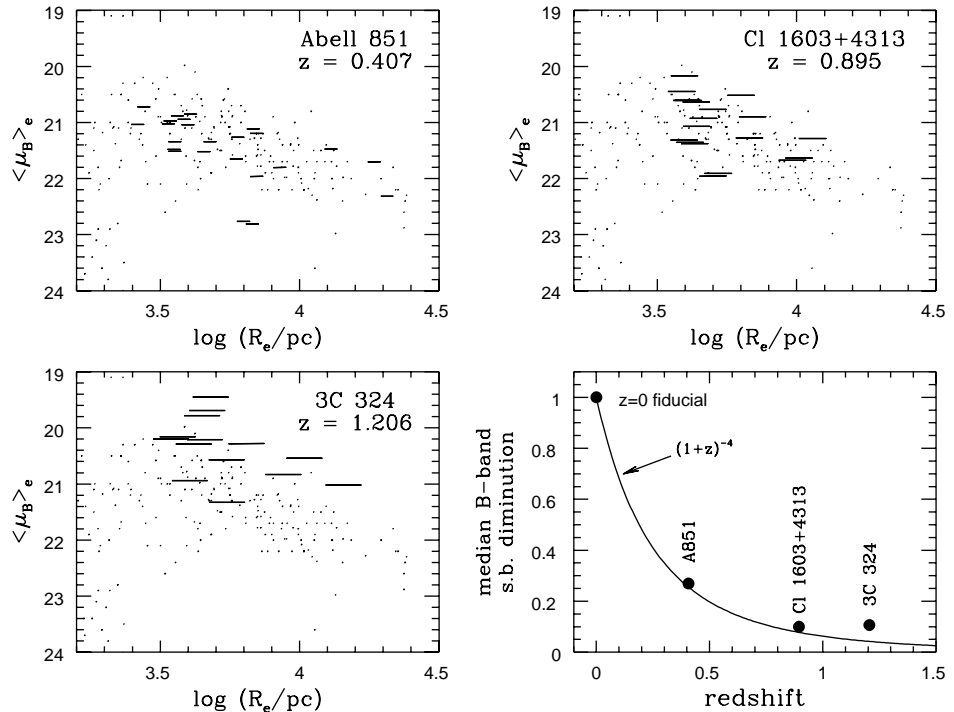 Abell 851
z = 0.407
19
20
21
22
23
24
<μB>e
3.5
4
4.5
log (Re/pc)
Cl 1603+4313
z = 0.895
19
20
21
22
23
24
<μB>e
3.5
4
4.5
log (Re/pc)
3C 324
z = 1.206
19
20
21
22
23
24
<μB>e
3.5
4
4.5
log (Re/pc)
z=0 fiducial
(1+z)-4
A851
Cl 1603+4313
3C 324
1
0.8
0.6
0.4
0.2
0
median B-band
s.b. diminution
0
0.5
1
1.5
redshift